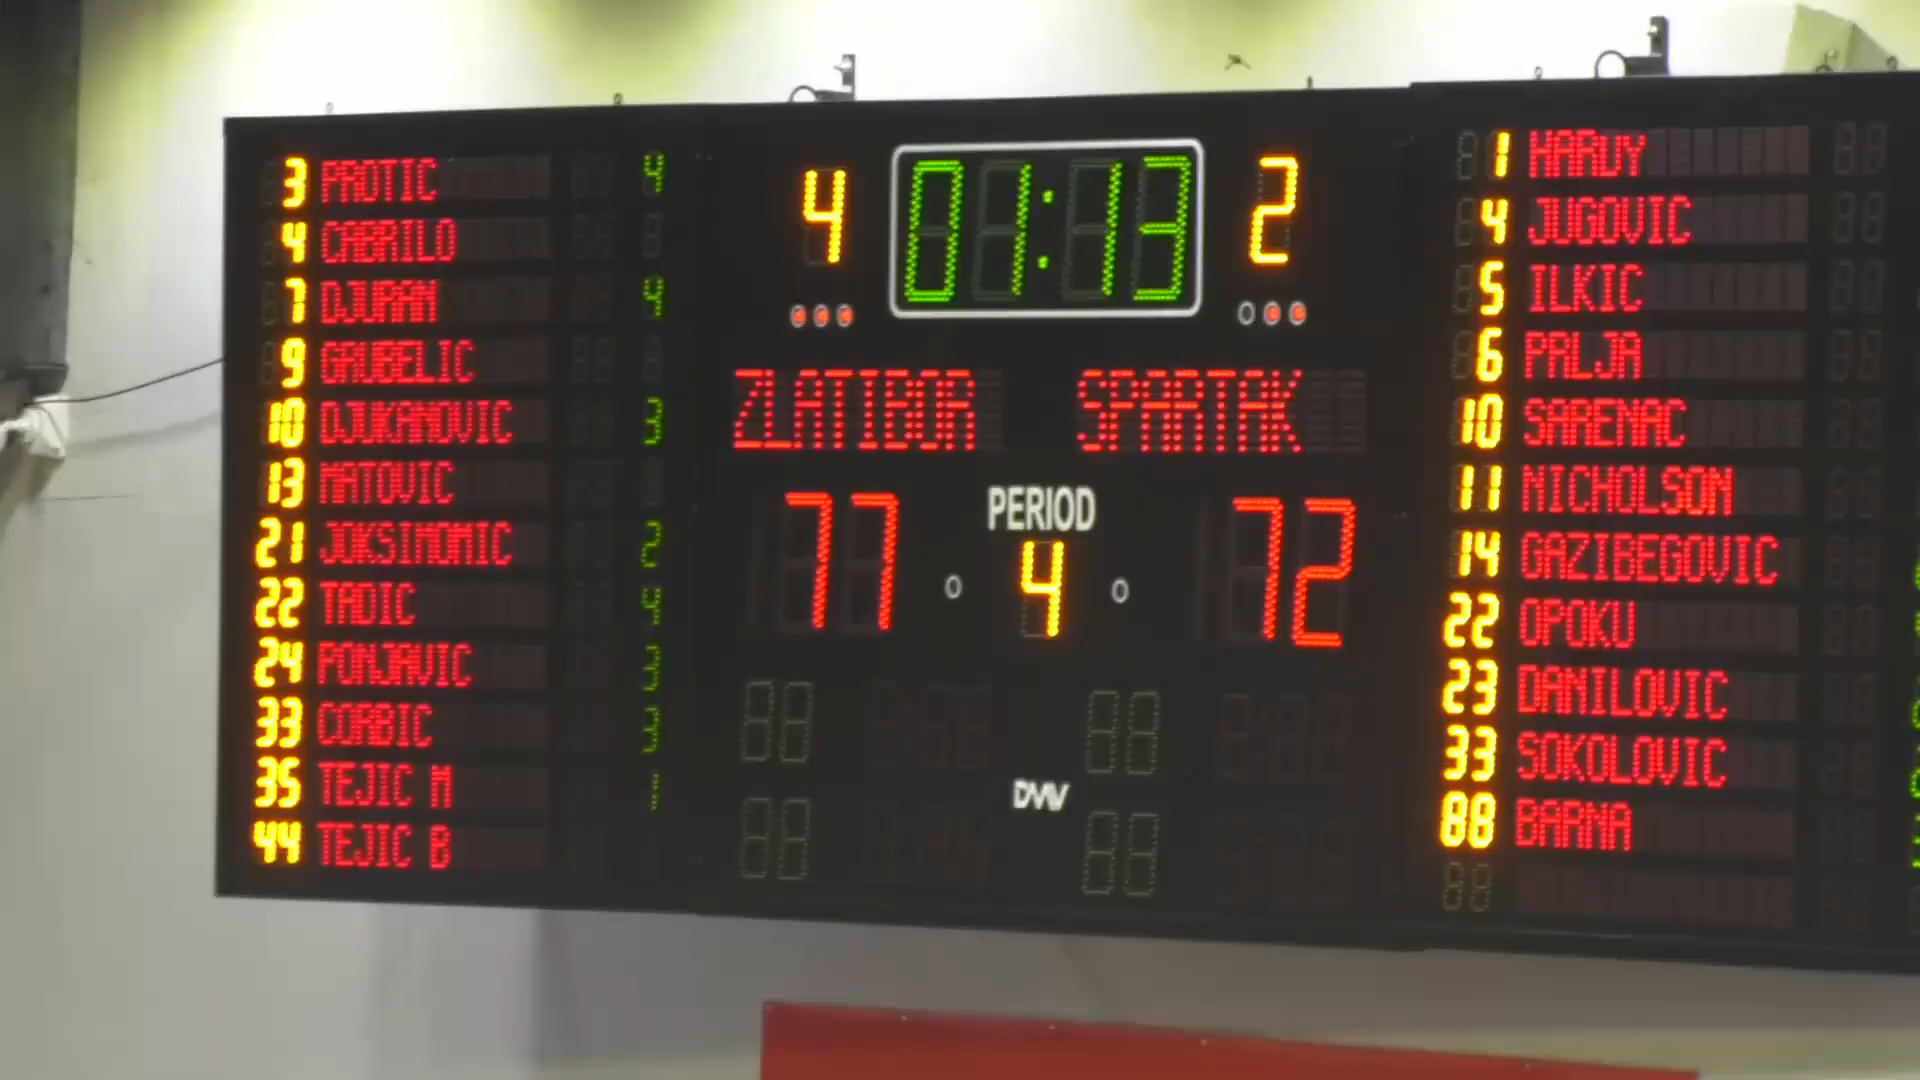 3 PROTIC 4
4 CABRILO
7 DJURAN 4
9 GRUBELIC
10 DJUKANOVIC 3
13 MATOVIC
21 JOKSIMOMIC 2
22 TADIC 4
24 PONJAVIC 3
33 CORBIC 3
35 TEJIC M 1
44 TEJIC B
4 01:13 2
ZLATIBOR SPARTAK
PERIOD
77 4 72
DMV
1 HARDY
4 JUGOVIC
5 ILKIC
6 PALJA
10 SARENAC
11 NICHOLSON
14 GAZIBEGOVIC
22 OPOKU
23 DANILOVIC
33 SOKOLOVIC
88 BARNA